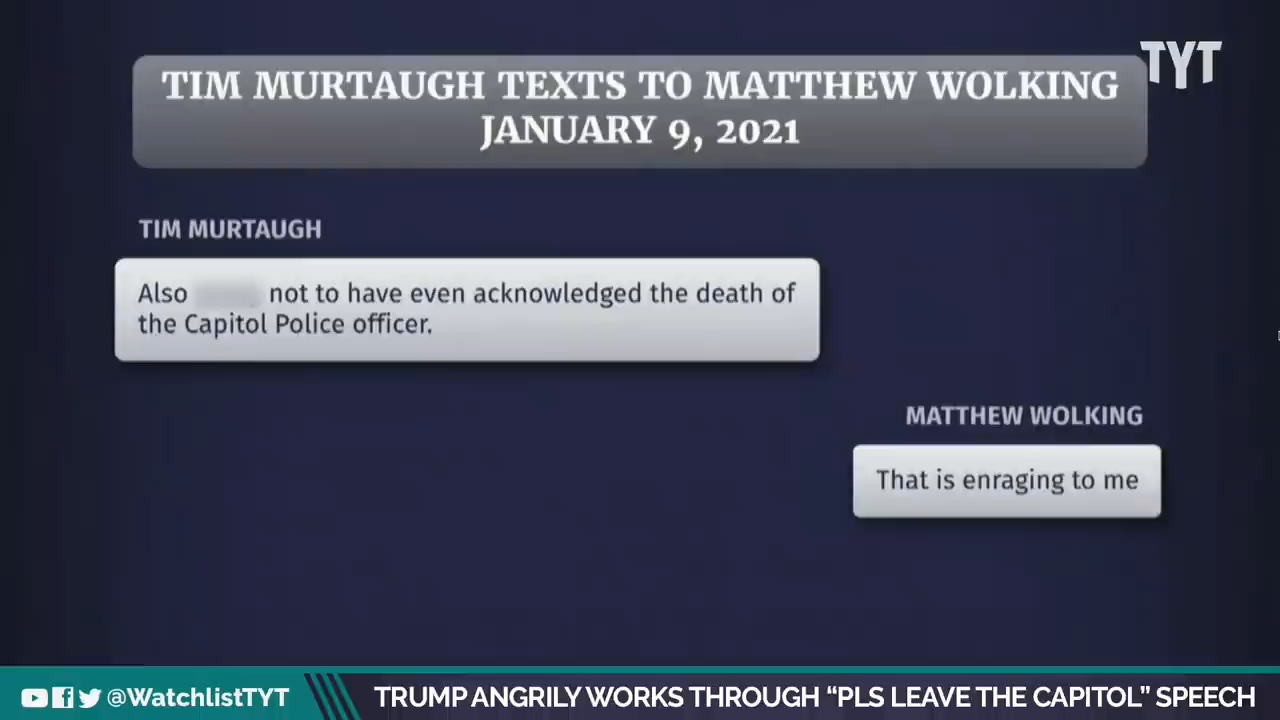 TYT
TIM MURTAUGH TEXTS TO MATTHEW WOLKING
JANUARY 9, 2021
TIM MURTAUGH
Also not to have even acknowledged the death of
the Capitol Police officer.
MATTHEW WOLKING
That is enraging to me
@WatchlistTYT
TRUMP ANGRILY WORKS THROUGH “PLS LEAVE THE CAPITOL” SPEECH